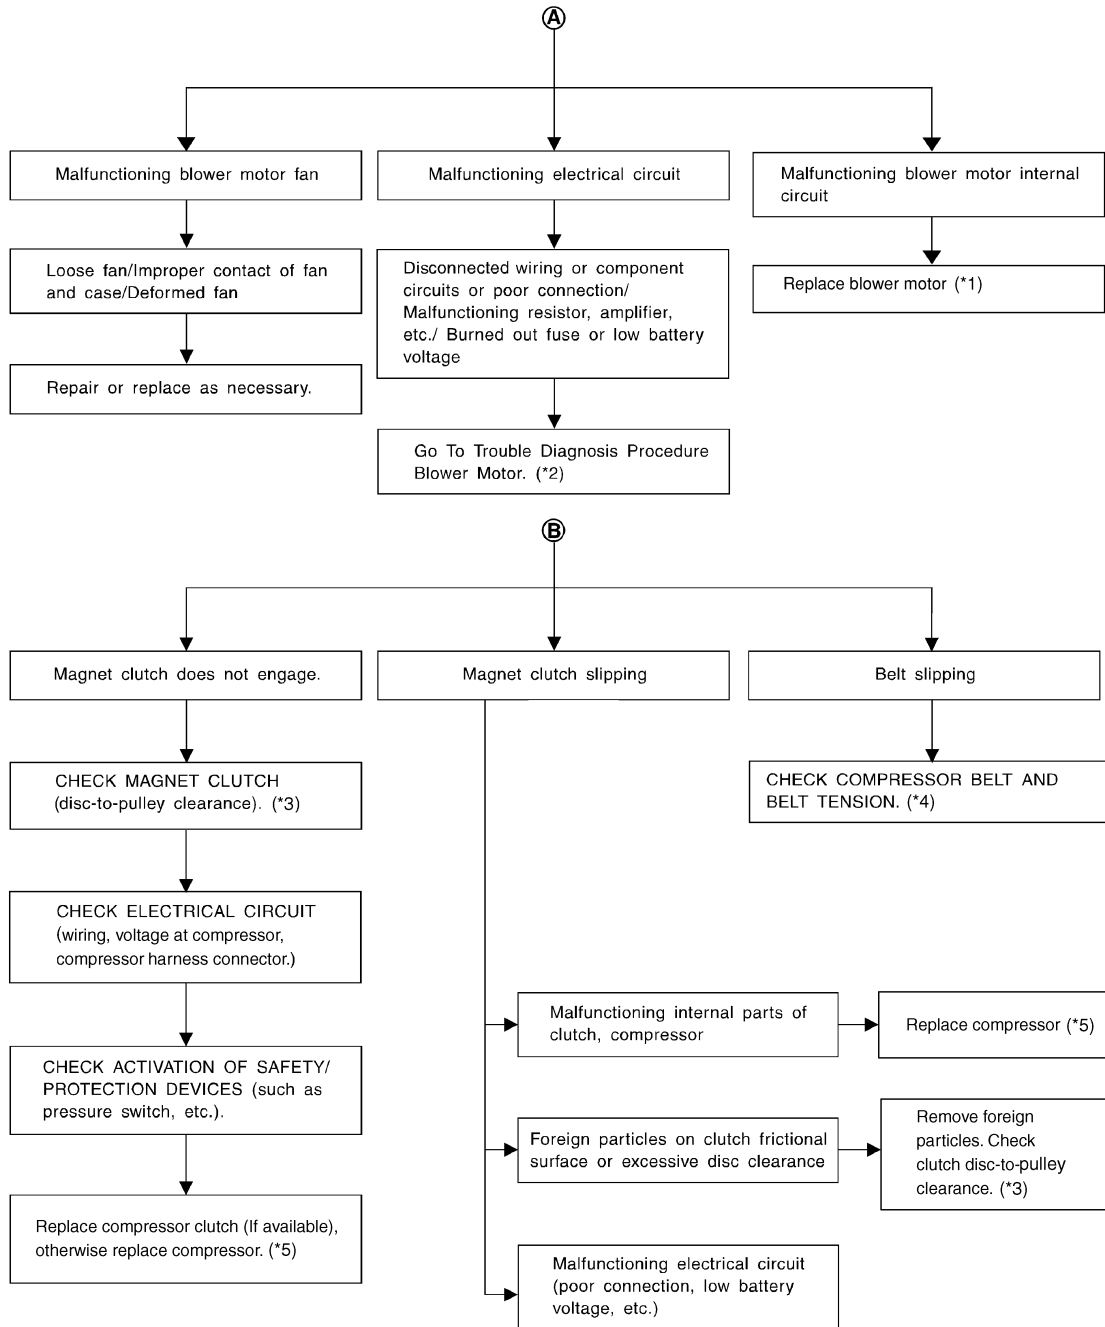 A
Malfunctioning blower motor fan
Malfunctioning electrical circuit
Malfunctioning blower motor internal
circuit
Loose fan/Improper contact of fan
and case/Deformed fan
Disconnected wiring or component
circuits or poor connection/
Malfunctioning resistor, amplifier,
etc./ Burned out fuse or low battery
voltage
Replace blower motor (*1)
Repair or replace as necessary.
Go To Trouble Diagnosis Procedure
Blower Motor. (*2)
B
Magnet clutch does not engage.
Magnet clutch slipping
Belt slipping
CHECK MAGNET CLUTCH
(disc-to-pulley clearance). (*3)
CHECK COMPRESSOR BELT AND
BELT TENSION. (*4)
CHECK ELECTRICAL CIRCUIT
(wiring, voltage at compressor,
compressor harness connector.)
Malfunctioning internal parts of
clutch, compressor
Replace compressor (*5)
CHECK ACTIVATION OF SAFETY/
PROTECTION DEVICES (such as
pressure switch, etc.).
Foreign particles on clutch frictional
surface or excessive disc clearance
Remove foreign
particles. Check
clutch disc-to-pulley
clearance. (*3)
Replace compressor clutch (If available),
otherwise replace compressor. (*5)
Malfunctioning electrical circuit
(poor connection, low battery
voltage, etc.)